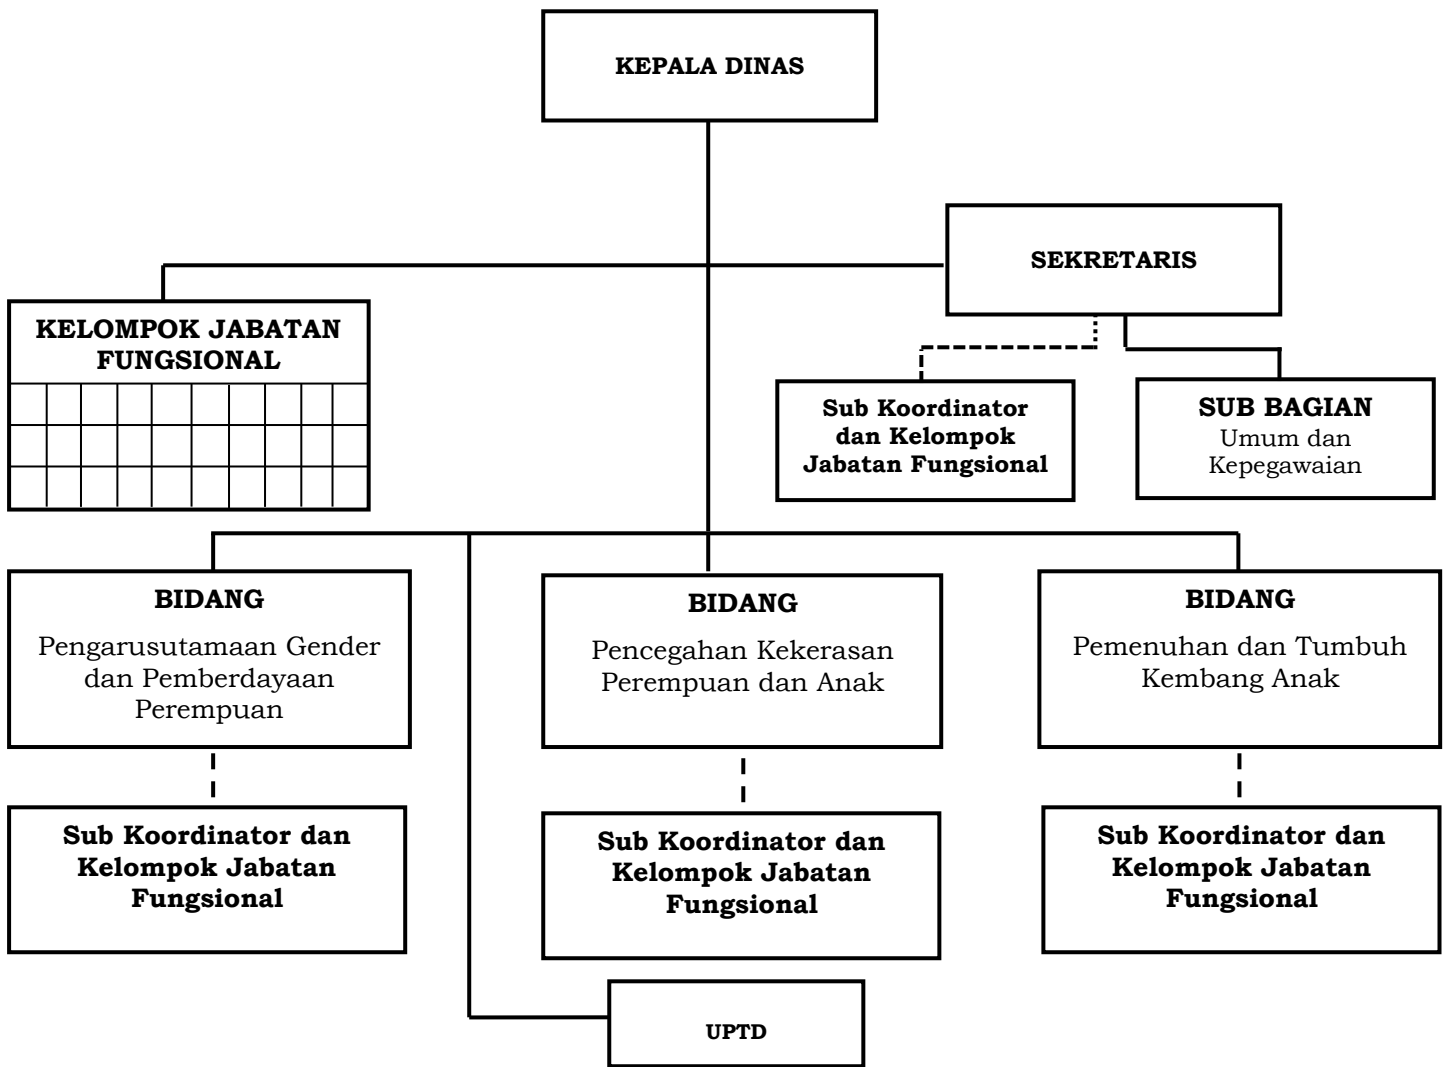 KEPALA DINAS
SEKRETARIS
KELOMPOK JABATAN
FUNGSIONAL
Sub Koordinator
dan Kelompok
Jabatan Fungsional
SUB BAGIAN
Umum dan
Kepegawaian
BIDANG
Pengarusutamaan Gender
dan Pemberdayaan
Perempuan
BIDANG
Pencegahan Kekerasan
Perempuan dan Anak
BIDANG
Pemenuhan dan Tumbuh
Kembang Anak
Sub Koordinator dan
Kelompok Jabatan
Fungsional
Sub Koordinator dan
Kelompok Jabatan
Fungsional
Sub Koordinator dan
Kelompok Jabatan
Fungsional
UPTD